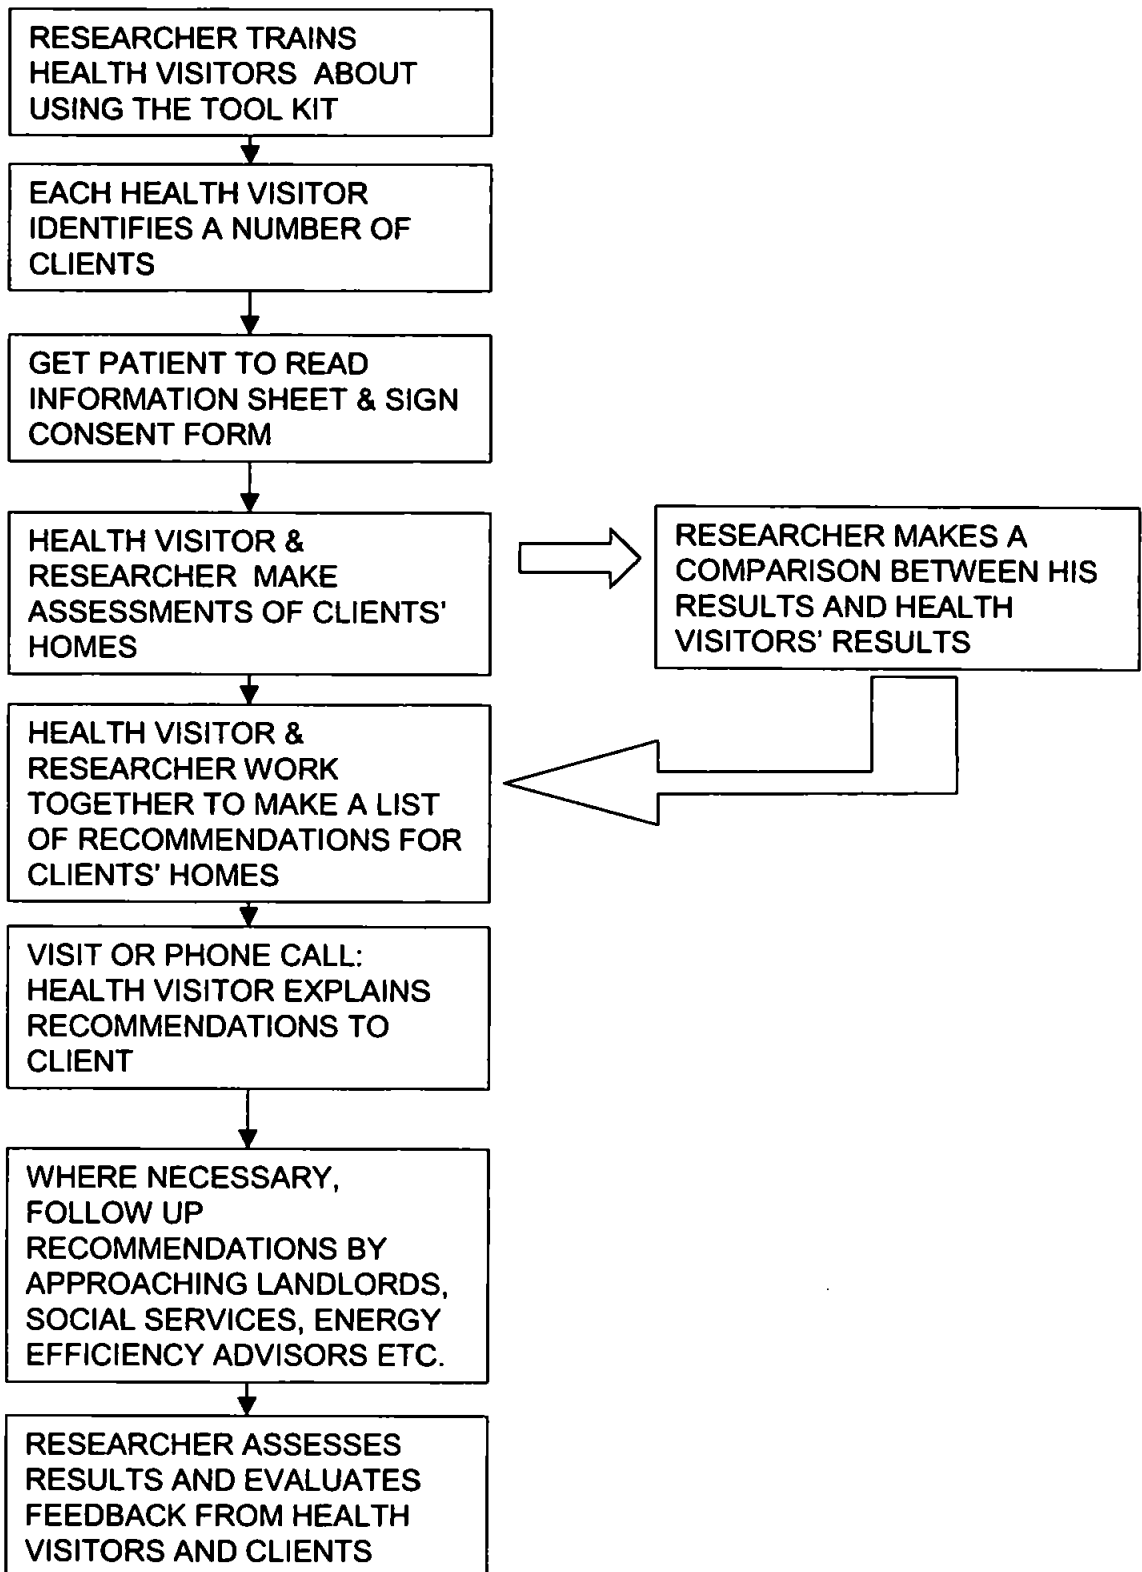 RESEARCHER TRAINS
HEALTH VISITORS ABOUT
USING THE TOOL KIT
EACH HEALTH VISITOR
IDENTIFIES A NUMBER OF
CLIENTS
GET PATIENT TO READ
INFORMATION SHEET & SIGN
CONSENT FORM
HEALTH VISITOR &
RESEARCHER MAKE
ASSESSMENTS OF CLIENTS'
HOMES
RESEARCHER MAKES A
COMPARISON BETWEEN HIS
RESULTS AND HEALTH
VISITORS' RESULTS
HEALTH VISITOR &
RESEARCHER WORK
TOGETHER TO MAKE A LIST
OF RECOMMENDATIONS FOR
CLIENTS' HOMES
VISIT OR PHONE CALL:
HEALTH VISITOR EXPLAINS
RECOMMENDATIONS TO
CLIENT
WHERE NECESSARY,
FOLLOW UP
RECOMMENDATIONS BY
APPROACHING LANDLORDS,
SOCIAL SERVICES, ENERGY
EFFICIENCY ADVISORS ETC.
RESEARCHER ASSESSES
RESULTS AND EVALUATES
FEEDBACK FROM HEALTH
VISITORS AND CLIENTS